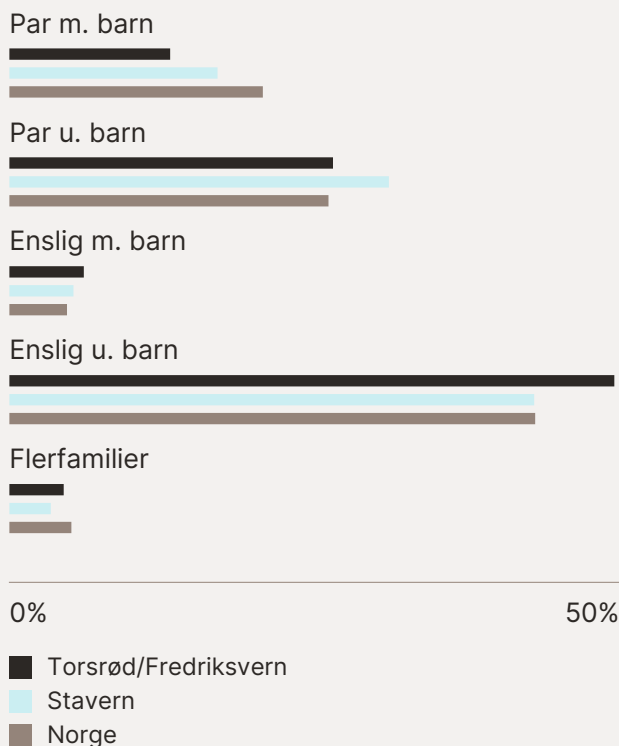 Par m. barn
Par u. barn
Enslig m. barn
Enslig u. barn
Flerfamilier
0% 50%
Torsrød/Fredriksvern
Stavern
Norge